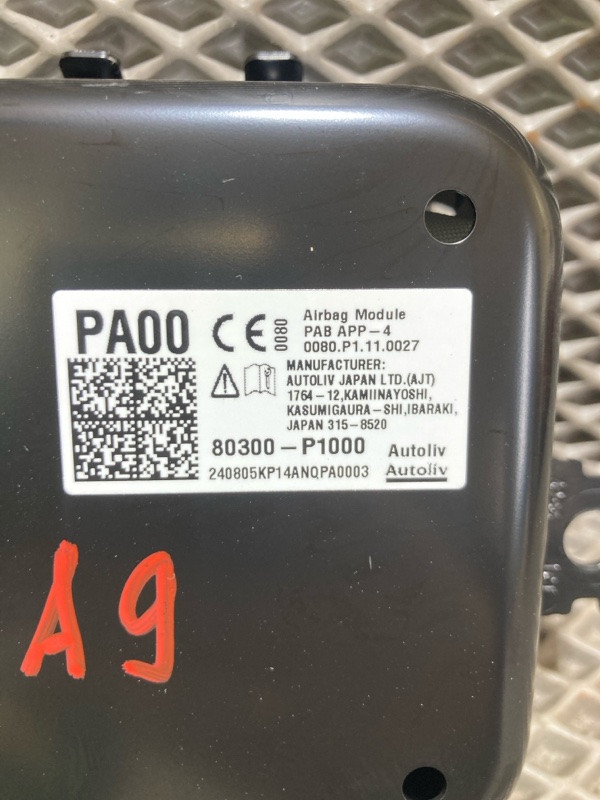 PA00
CE
0080
Airbag Module
PAB APP-4
0080.P1.11.0027
MANUFACTURER:
AUTOLIV JAPAN LTD.(AJT)
1764-12,KAMIINAYOSHI,
KASUMIGAURA-SHI,IBARAKI,
JAPAN 315-8520
80300-P1000
Autoliv
240805KP14ANQPA0003
Autoliv
A9